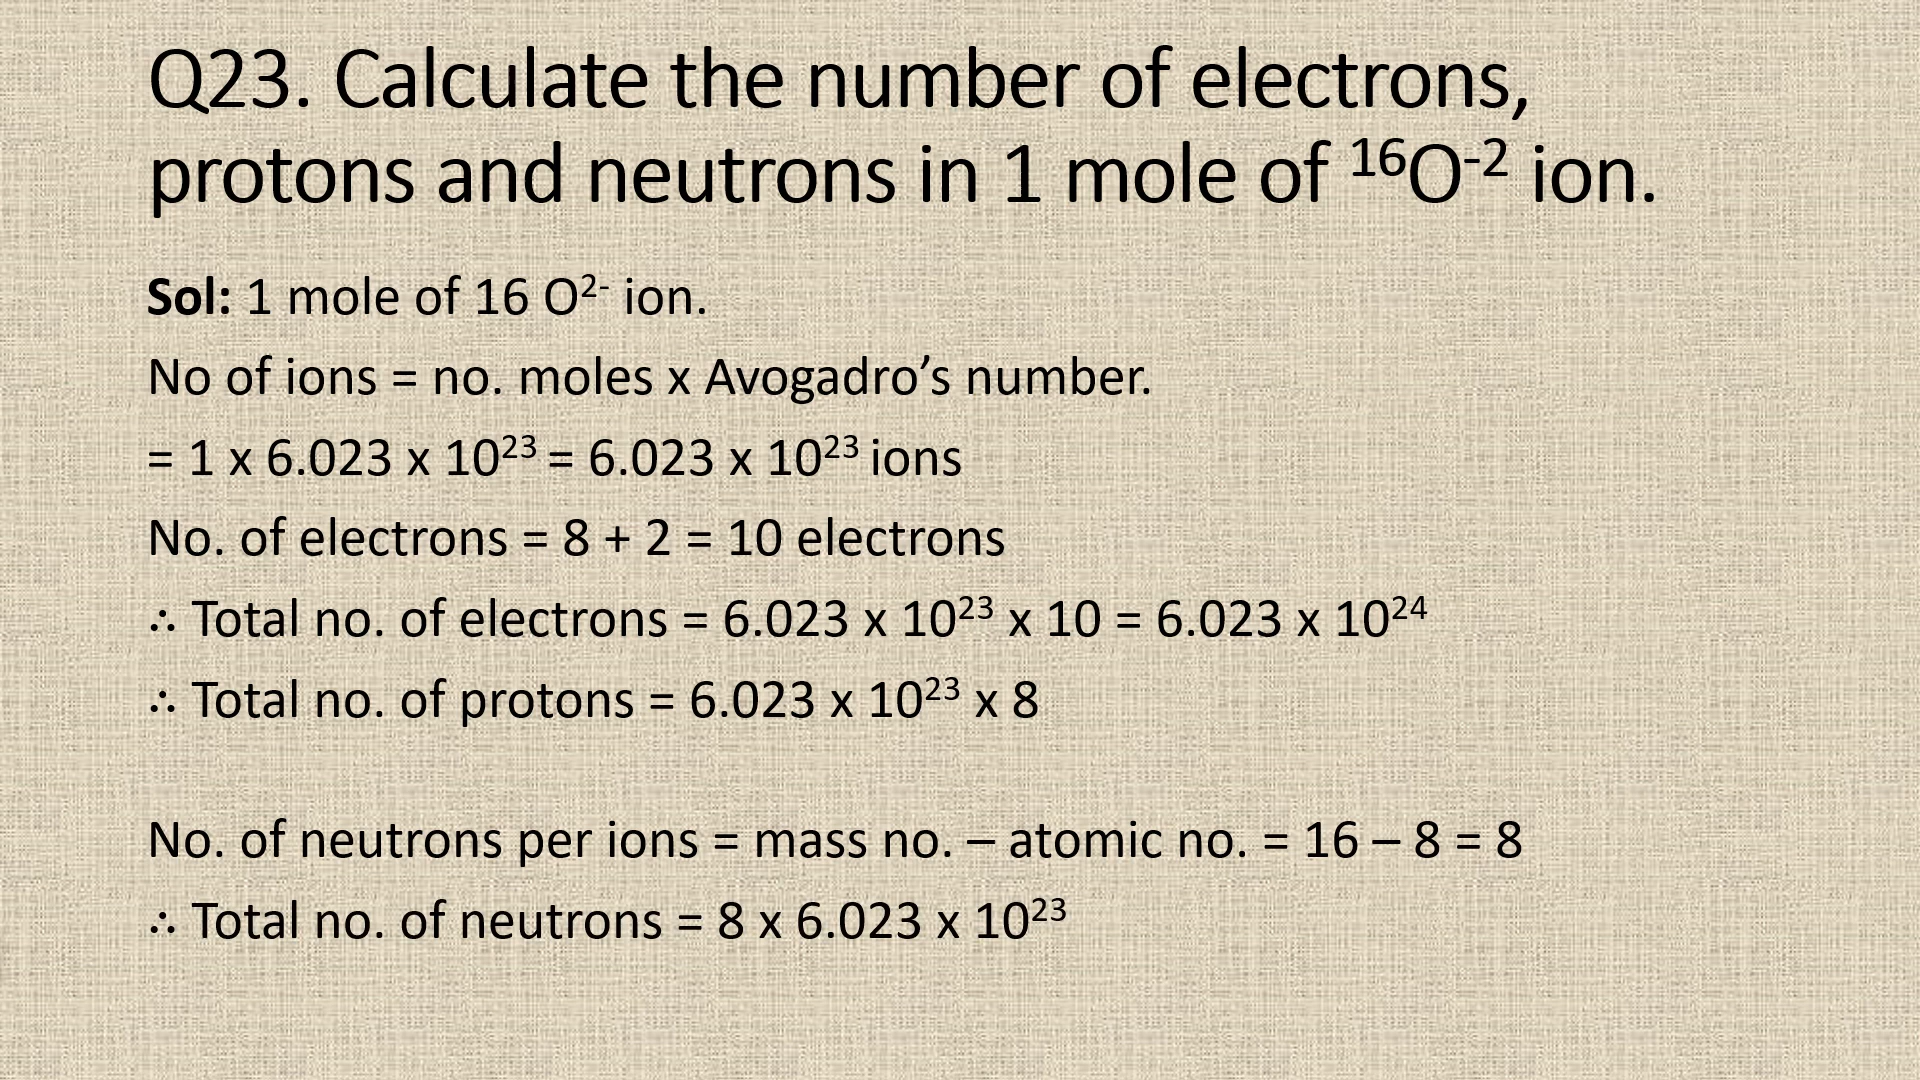 Q23. Calculate the number of electrons,
protons and neutrons in 1 mole of ¹⁶O⁻² ion.
Sol: 1 mole of 16 O²⁻ ion.
No of ions = no. moles x Avogadro’s number.
= 1 x 6.023 x 10²³ = 6.023 x 10²³ ions
No. of electrons = 8 + 2 = 10 electrons
∴ Total no. of electrons = 6.023 x 10²³ x 10 = 6.023 x 10²⁴
∴ Total no. of protons = 6.023 x 10²³ x 8
No. of neutrons per ions = mass no. – atomic no. = 16 – 8 = 8
∴ Total no. of neutrons = 8 x 6.023 x 10²³